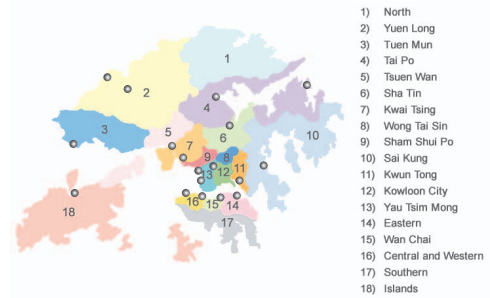 1) North
2) Yuen Long
3) Tuen Mun
4) Tai Po
5) Tsuen Wan
6) Sha Tin
7) Kwai Tsing
8) Wong Tai Sin
9) Sham Shui Po
10) Sai Kung
11) Kwun Tong
12) Kowloon City
13) Yau Tsim Mong
14) Eastern
15) Wan Chai
16) Central and Western
17) Southern
18) Islands
1
2
3
4
5
6
7
8
9
10
11
12
13
14
15
16
17
18